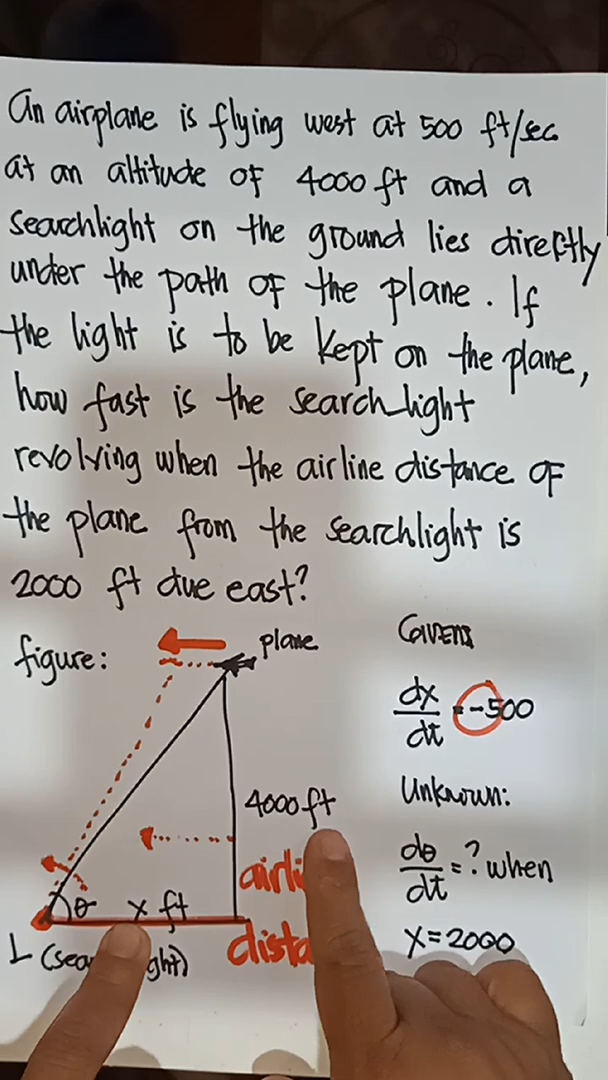 An airplane is flying west at 500 ft/sec
at an altitude of 4000 ft and a
searchlight on the ground lies directly
under the path of the plane. If
the light is to be kept on the plane,
how fast is the searchlight
revolving when the airline distance of
the plane from the searchlight is
2000 ft due east?
figure:
plane
4000 ft
θ
x ft
L
distance
Given:
dx/dt = -500
Unknown:
dθ/dt = ? when
x = 2000